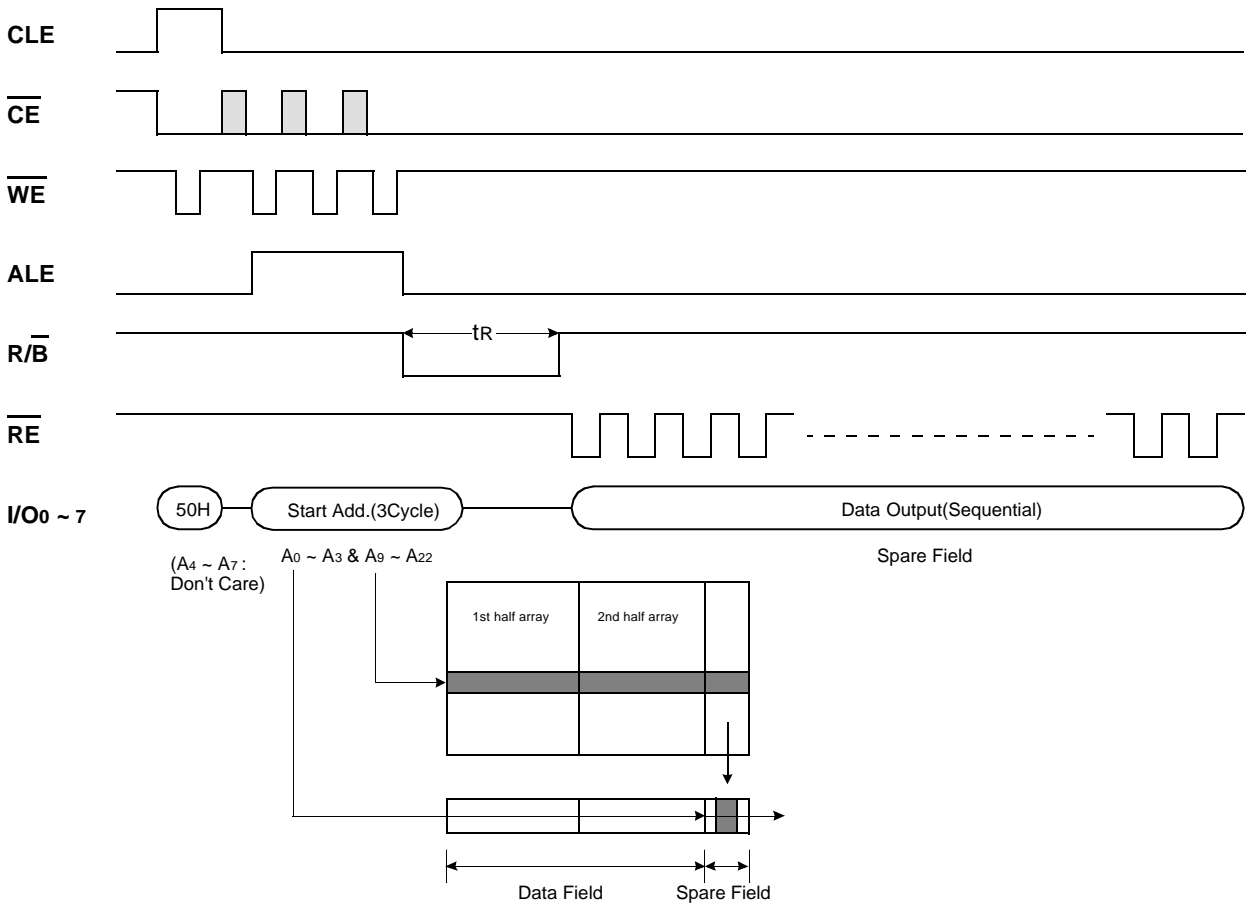 CLE
CE
WE
ALE
R/B
tR
RE
I/O0 ~ 7
50H
Start Add.(3Cycle)
Data Output(Sequential)
(A4 ~ A7 :
Don't Care)
A0 ~ A3 & A9 ~ A22
Spare Field
1st half array
2nd half array
Data Field
Spare Field